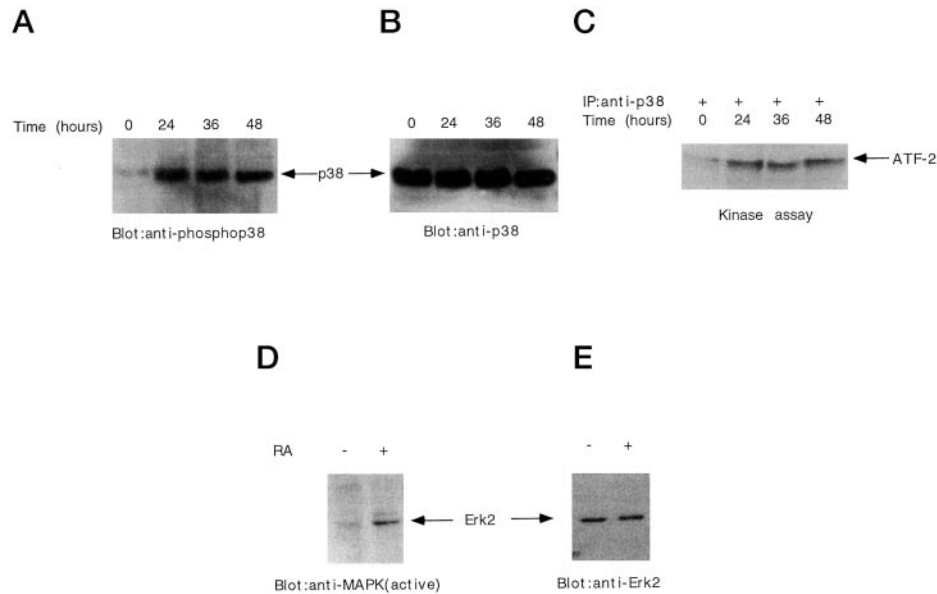 A
B
C
IP:anti-p38 + + + +
Time (hours) 0 24 36 48
Time (hours) 0 24 36 48
0 24 36 48
p38
ATF-2
Blot:anti-phosphop38
Blot:anti-p38
Kinase assay
D
E
RA - +
- +
Erk2
Blot:anti-MAPK(active)
Blot:anti-Erk2